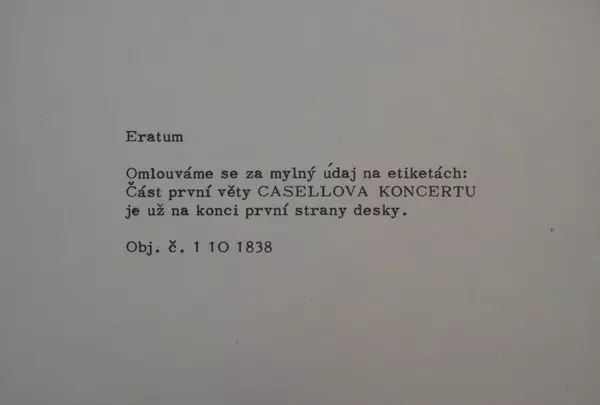 Eratum
Omlouváme se za mylný údaj na etiketách:
Část první věty CASELLOVA KONCERTU
je už na konci první strany desky.
Obj. č. 1 10 1838